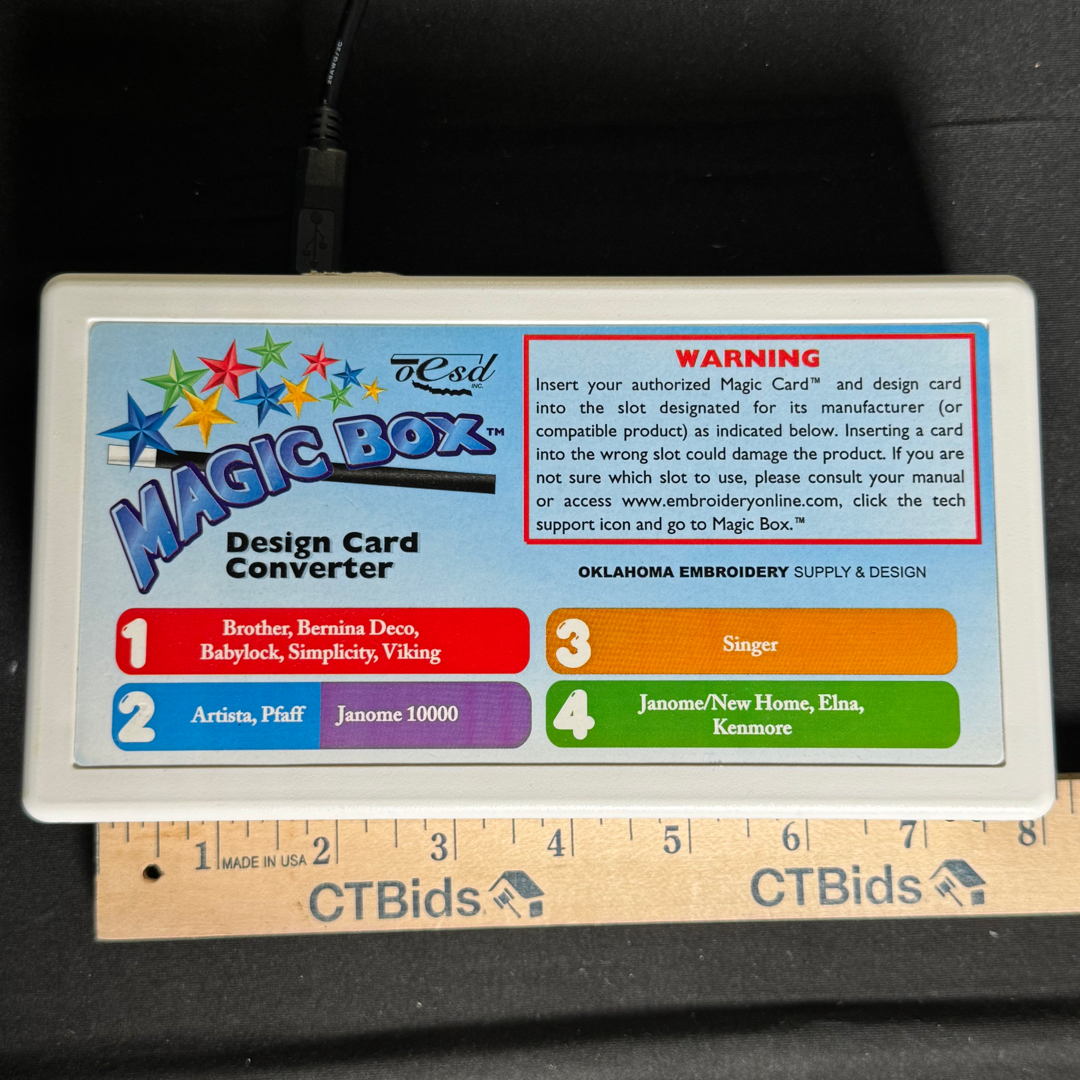 24AWG/2C
oesd
INC.
MAGIC BOX™
Design Card
Converter
WARNING
Insert your authorized Magic Card™ and design card
into the slot designated for its manufacturer (or
compatible product) as indicated below. Inserting a card
into the wrong slot could damage the product. If you are
not sure which slot to use, please consult your manual
or access www.embroideryonline.com, click the tech
support icon and go to Magic Box.™
OKLAHOMA EMBROIDERY SUPPLY & DESIGN
1
Brother, Bernina Deco,
Babylock, Simplicity, Viking
2
Artista, Pfaff
Janome 10000
3
Singer
4
Janome/New Home, Elna,
Kenmore
1 MADE IN USA 2 3 4 5 6 7 8
CTBids CTBids